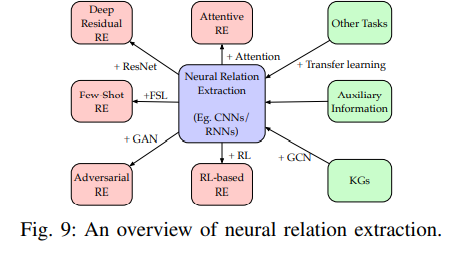 Deep
Residual
RE
Attentive
RE
Other Tasks
+ ResNet
+ Attention
+ Transfer learning
Few-Shot
RE
+FSL
Neural Relation
Extraction
(Eg. CNNs/
RNNs)
Auxiliary
Information
+ GAN
+ RL
+ GCN
Adversarial
RE
RL-based
RE
KGs
Fig. 9: An overview of neural relation extraction.